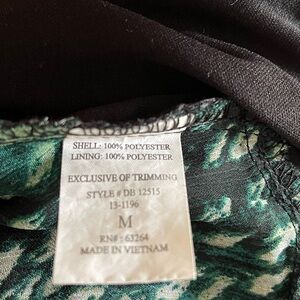 SHELL: 100% POLYESTER
LINING: 100% POLYESTER
EXCLUSIVE OF TRIMMING
STYLE # DB 12515
13-1196
M
RN# : 63264
MADE IN VIETNAM